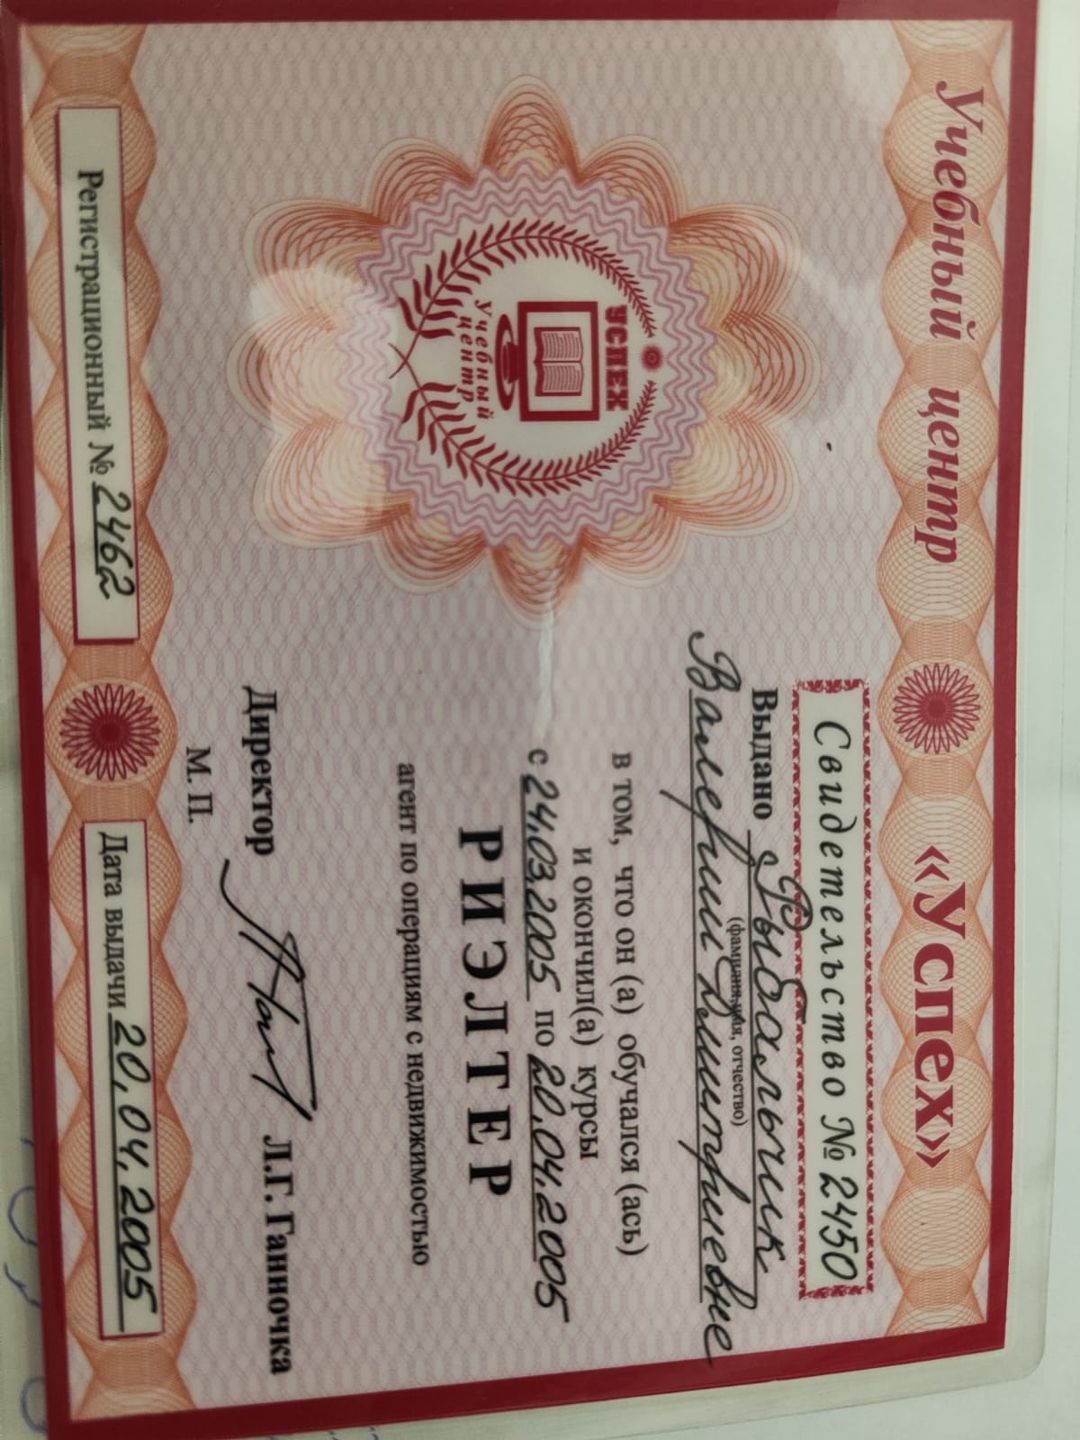 Учебный центр «Успех»
Свидетельство № 2450
Выдано Рыбальчик
(фамилия, имя, отчество)
Валерии Дмитриевне
в том, что он (а) обучался (ась)
и окончил(а) курсы
с 24.03.2005 по 20.04.2005
РИЭЛТЕР
агент по операциям с недвижимостью
УСПЕХ
Учебный
центр
Директор Л.Г. Ганночка
М. П.
Регистрационный № 2462
Дата выдачи 20.04.2005